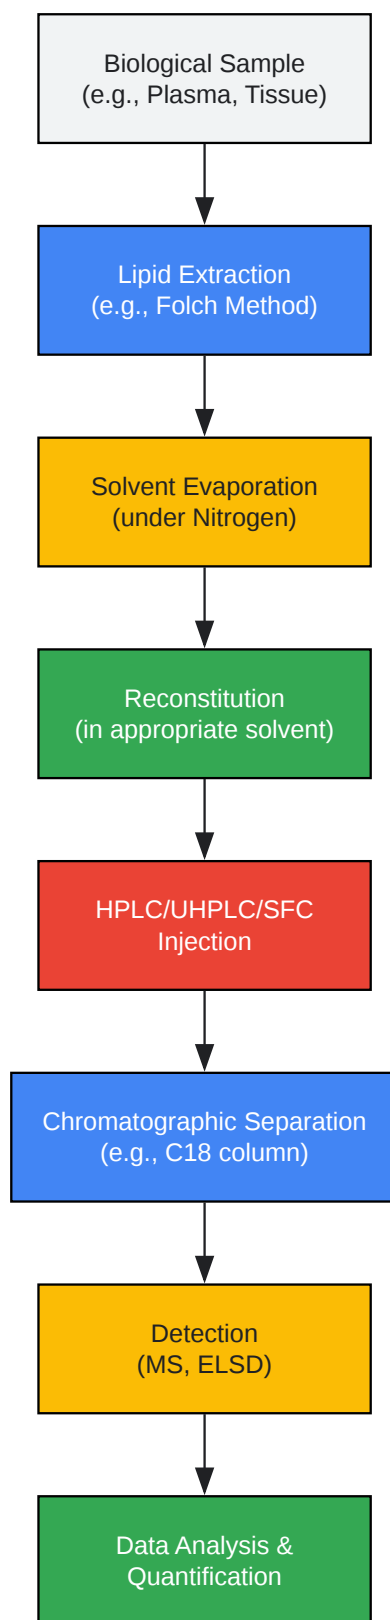 Biological Sample
(e.g., Plasma, Tissue)
Lipid Extraction
(e.g., Folch Method)
Solvent Evaporation
(under Nitrogen)
Reconstitution
(in appropriate solvent)
HPLC/UHPLC/SFC
Injection
Chromatographic Separation
(e.g., C18 column)
Detection
(MS, ELSD)
Data Analysis &
Quantification